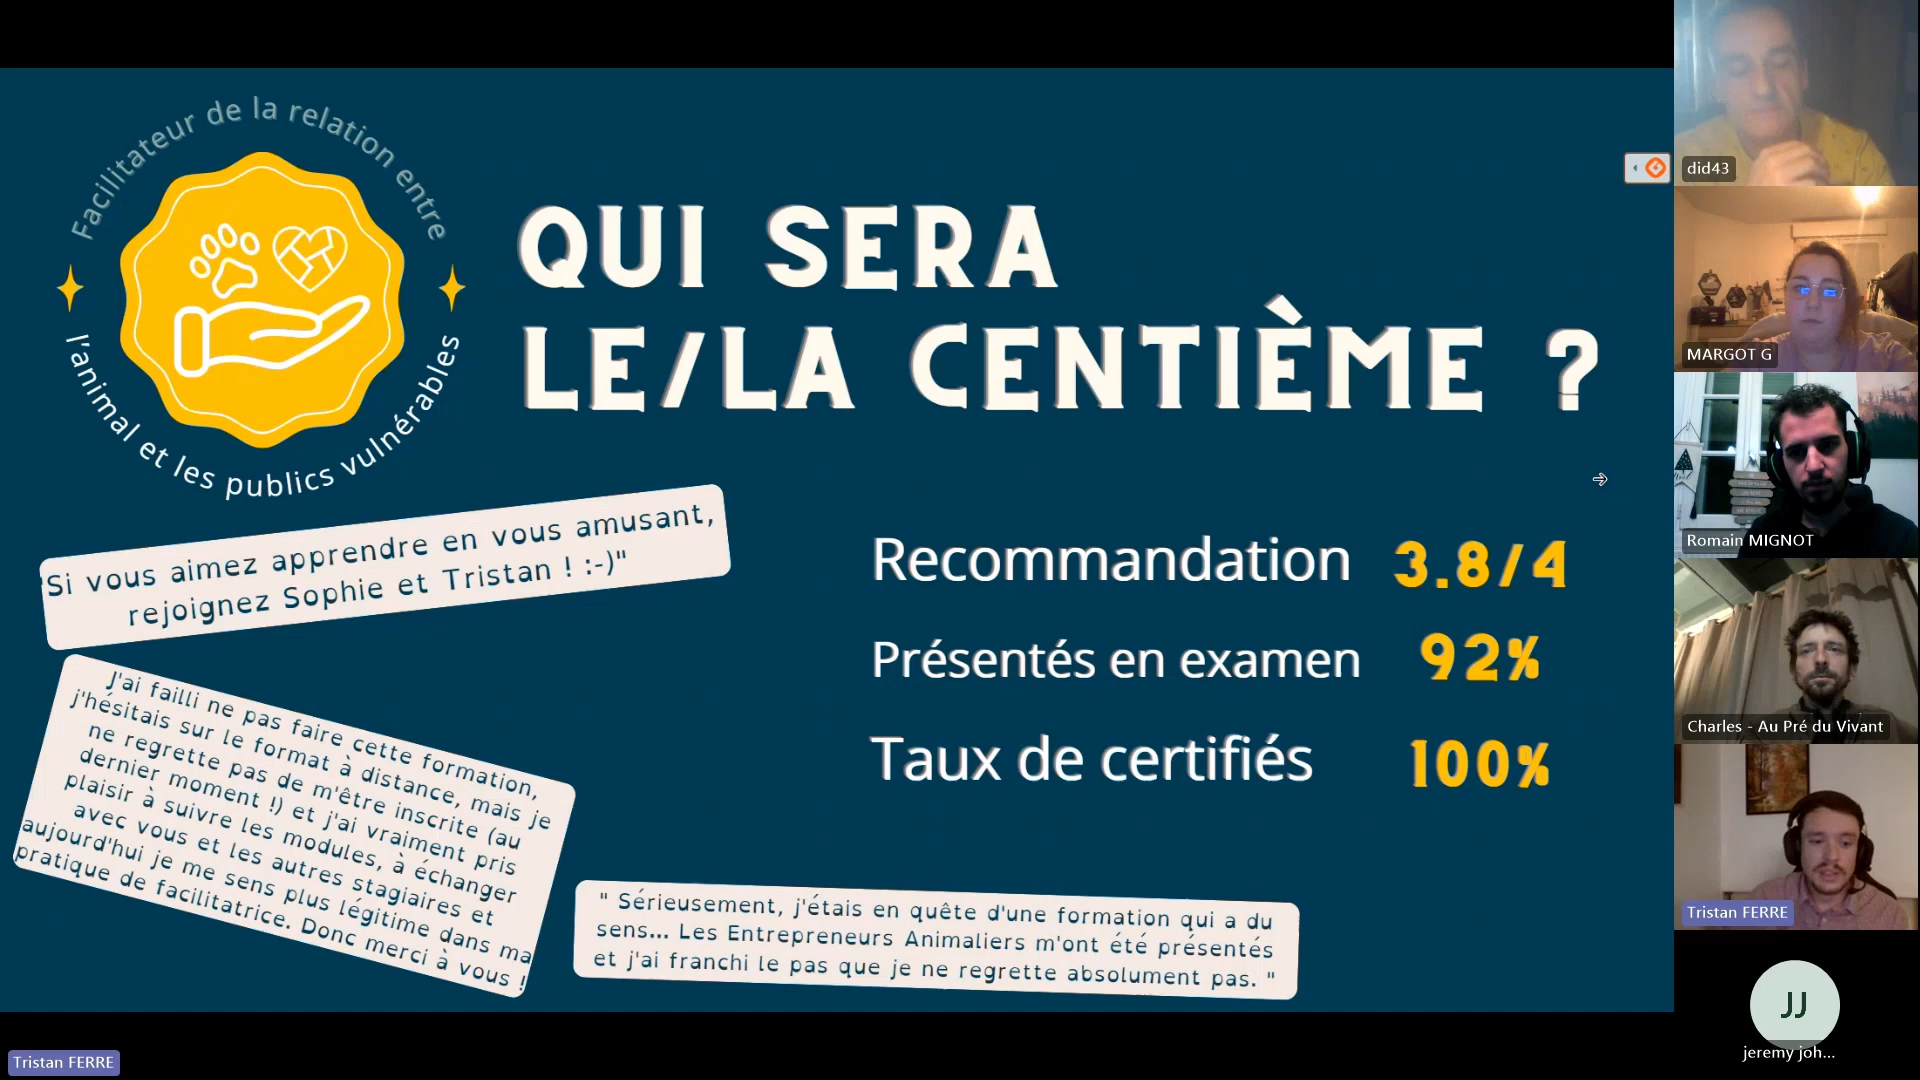 Facilitateur de la relation entre
l'animal et les publics vulnérables
QUI SERA
LE/LA CENTIÈME ?
Si vous aimez apprendre en vous amusant,
rejoignez Sophie et Tristan ! :-)"
J'ai failli ne pas faire cette formation,
j'hésitais sur le format à distance, mais je
ne regrette pas de m'être inscrite (au
dernier moment !) et j'ai vraiment pris
plaisir à suivre les modules, à échanger
avec vous et les autres stagiaires et
aujourd'hui je me sens plus légitime dans ma
pratique de facilitatrice. Donc merci à vous !
" Sérieusement, j'étais en quête d'une formation qui a du
sens... Les Entrepreneurs Animaliers m'ont été présentés
et j'ai franchi le pas que je ne regrette absolument pas. "
Recommandation 3.8/4
Présentés en examen 92%
Taux de certifiés 100%
did43
MARGOT G
Romain MIGNOT
Charles - Au Pré du Vivant
Tristan FERRE
JJ
jeremy joh...
Tristan FERRE